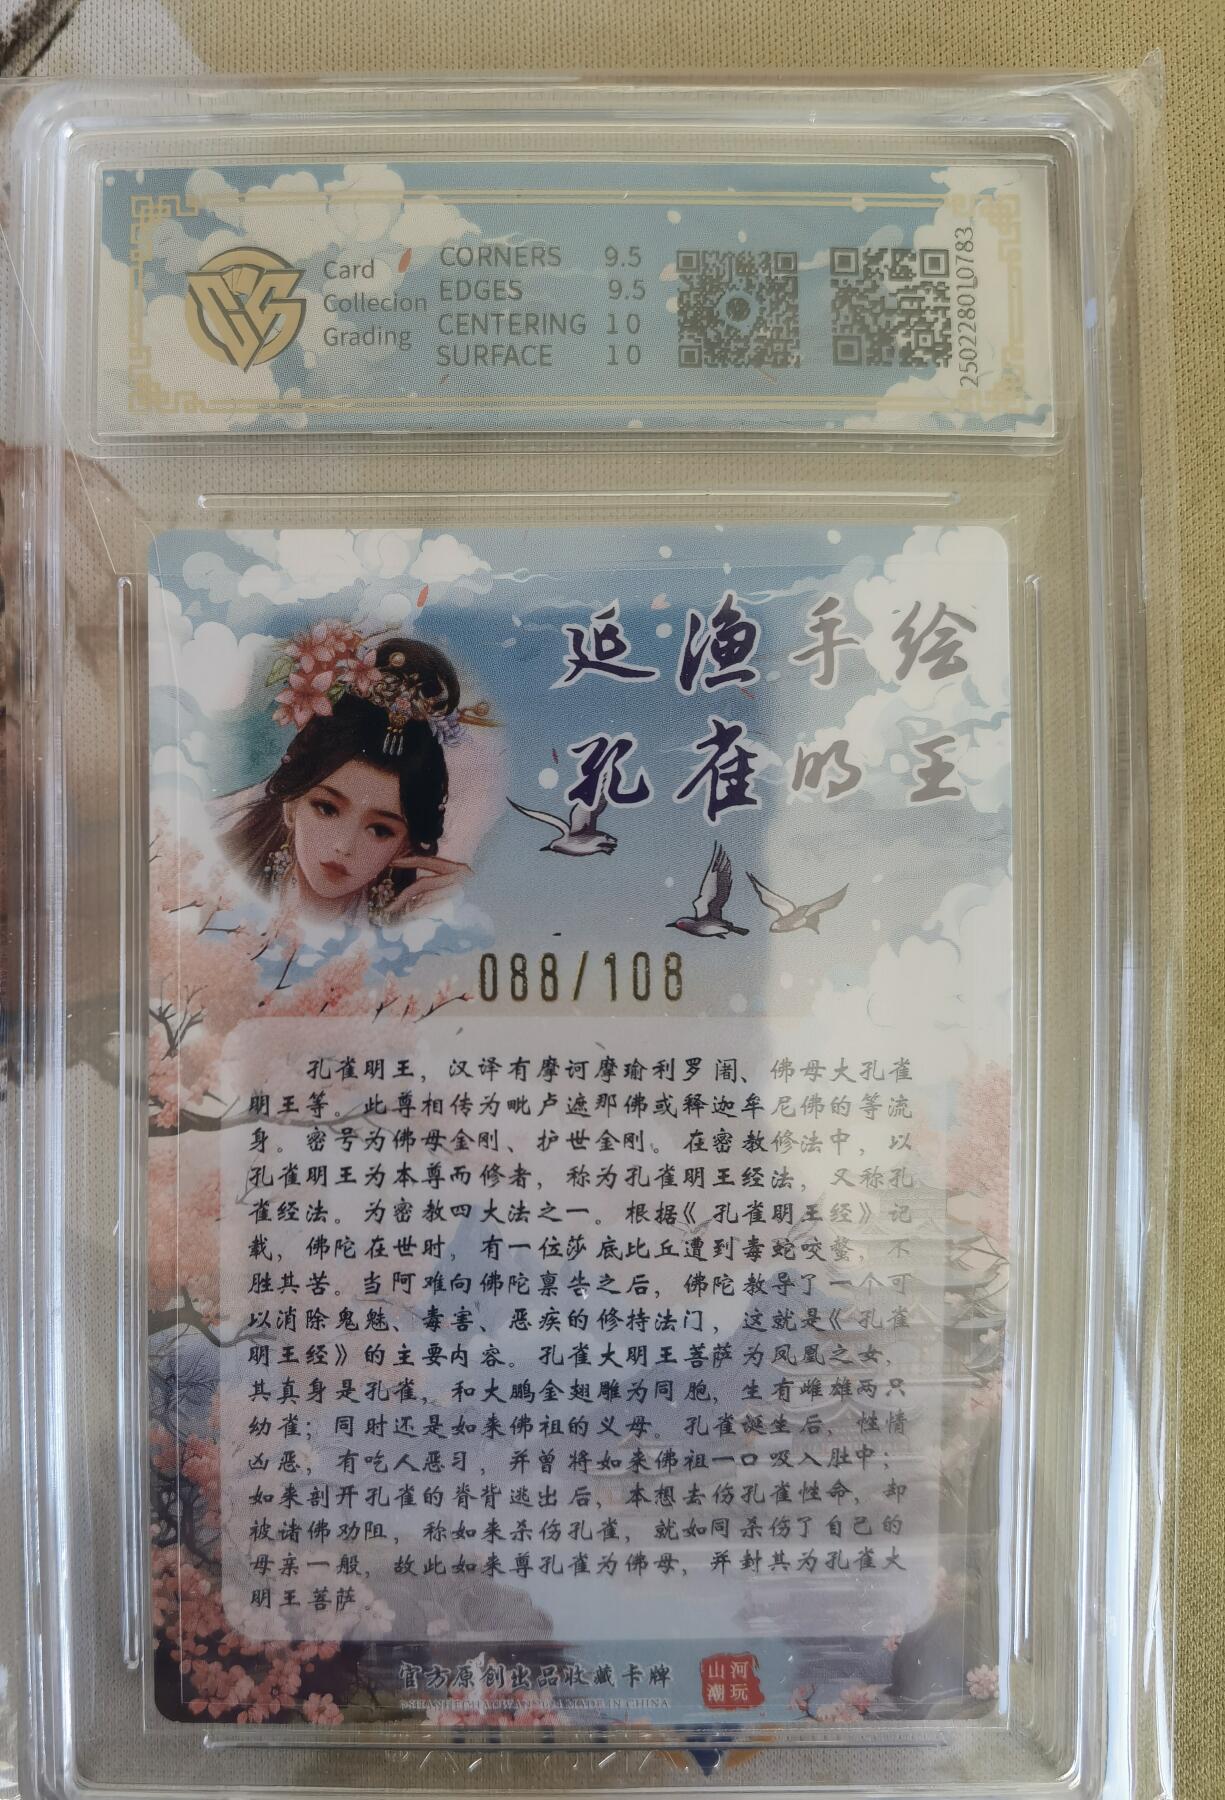 Card
Collecion
Grading
CORNERS 9.5
EDGES 9.5
CENTERING 10
SURFACE 10
2502280100783
延渔手绘
孔雀明王
088/108
孔雀明王，汉译有摩诃摩瑜利罗阇、佛母大孔雀
明王等。此尊相传为毗卢遮那佛或释迦牟尼佛的等流
身。密号为佛母金刚、护世金刚。在密教修法中，以
孔雀明王为本尊而修者，称为孔雀明王经法，又称孔
雀经法。为密教四大法之一。根据《孔雀明王经》记
载，佛陀在世时，有一位莎底比丘遭到毒蛇咬螫，不
胜其苦。当阿难向佛陀禀告之后，佛陀教导了一个可
以消除鬼魅、毒害、恶疾的修持法门，这就是《孔雀
明王经》的主要内容。孔雀大明王菩萨为凤凰之女，
其真身是孔雀，和大鹏金翅雕为同胞，生有雌雄两只
幼雀；同时还是如来佛祖的义母。孔雀诞生后，性情
凶恶，有吃人恶习，并曾将如来佛祖一口吸入肚中；
如来剖开孔雀的脊背逃出后，本想去伤孔雀性命，却
被诸佛劝阻，称如来杀伤孔雀，就如同杀伤了自己的
母亲一般，故此如来尊孔雀为佛母，并封其为孔雀大
明王菩萨。
官方原创出品收藏卡牌
山河
潮玩
MADE IN CHINA